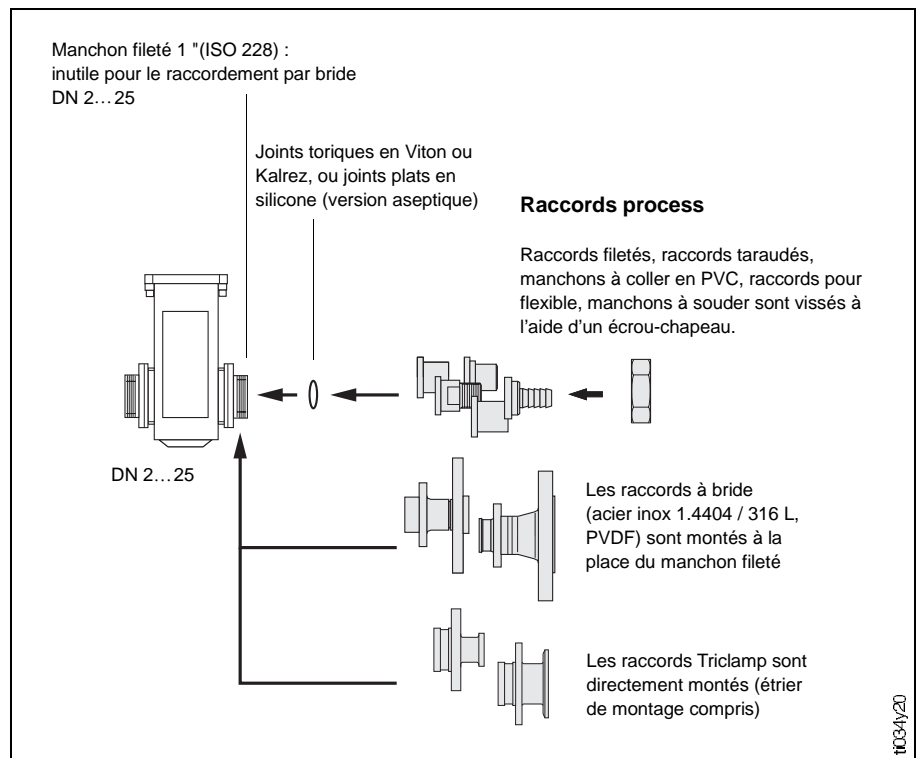 Manchon fileté 1 "(ISO 228) :
inutile pour le raccordement par bride
DN 2…25
Joints toriques en Viton ou
Kalrez, ou joints plats en
silicone (version aseptique)
Raccords process
Raccords filetés, raccords taraudés,
manchons à coller en PVC, raccords pour
flexible, manchons à souder sont vissés à
l'aide d'un écrou-chapeau.
DN 2…25
Les raccords à bride
(acier inox 1.4404 / 316 L,
PVDF) sont montés à la
place du manchon fileté
Les raccords Triclamp sont
directement montés (étrier
de montage compris)
ti034y20